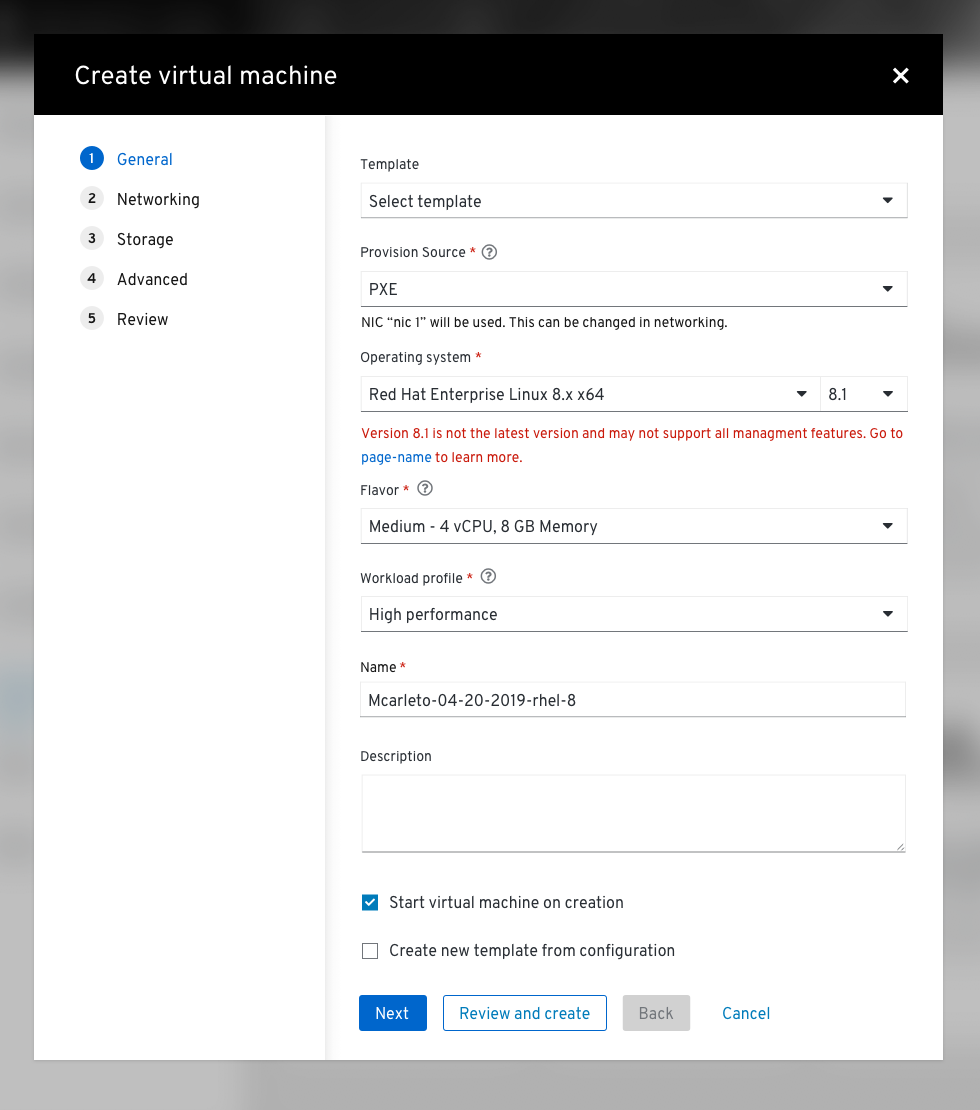 Create virtual machine
1 General
2 Networking
3 Storage
4 Advanced
5 Review
Template
Select template
Provision Source * ?
PXE
NIC “nic 1” will be used. This can be changed in networking.
Operating system *
Red Hat Enterprise Linux 8.x x64
8.1
Version 8.1 is not the latest version and may not support all managment features. Go to
page-name to learn more.
Flavor * ?
Medium - 4 vCPU, 8 GB Memory
Workload profile * ?
High performance
Name *
Mcarleto-04-20-2019-rhel-8
Description
Start virtual machine on creation
Create new template from configuration
Next
Review and create
Back
Cancel